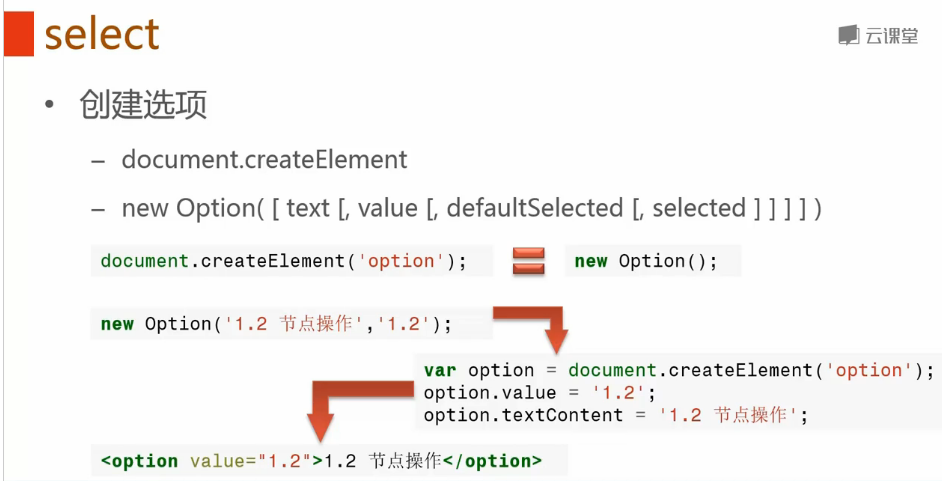 select
云课堂
• 创建选项
– document.createElement
– new Option( [ text [, value [, defaultSelected [, selected ] ] ] ] )
document.createElement('option');
new Option();
new Option('1.2 节点操作','1.2');
var option = document.createElement('option');
option.value = '1.2';
option.textContent = '1.2 节点操作';
<option value="1.2">1.2 节点操作</option>